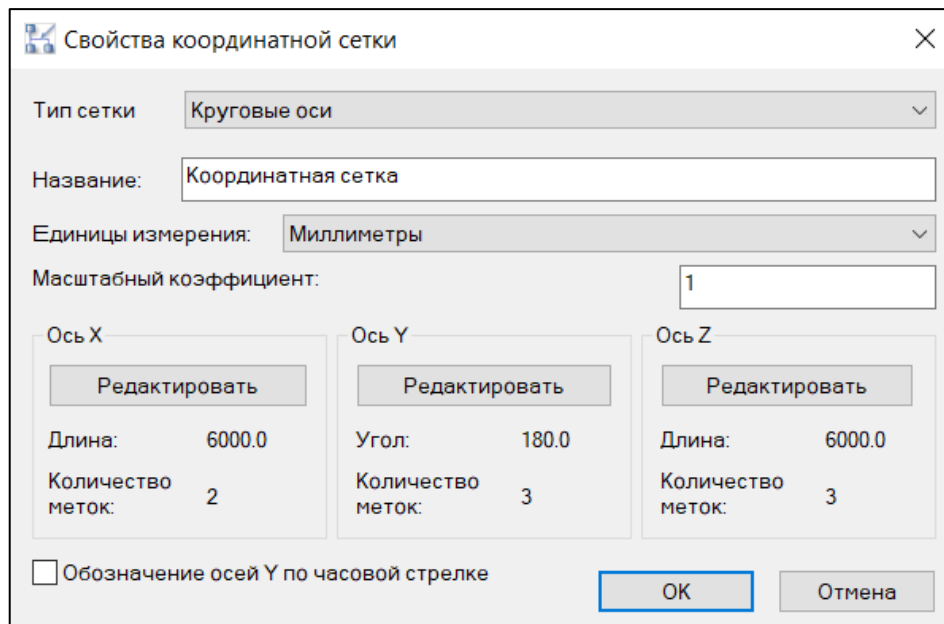 Свойства координатной сетки
Тип сетки Круговые оси
Название: Координатная сетка
Единицы измерения: Миллиметры
Масштабный коэффициент: 1
Ось X Ось Y Ось Z
Редактировать Редактировать Редактировать
Длина: 6000.0 Угол: 180.0 Длина: 6000.0
Количество меток: 2 Количество меток: 3 Количество меток: 3
Обозначение осей Y по часовой стрелке
OK Отмена